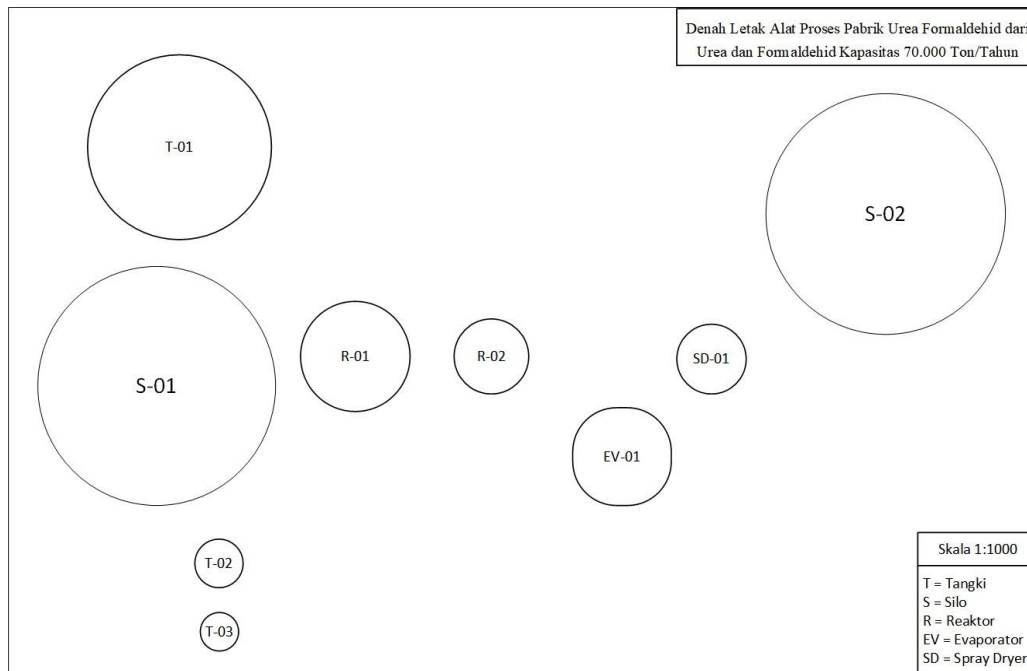 Denah Letak Alat Proses Pabrik Urea Formaldehid dari
Urea dan Formaldehid Kapasitas 70.000 Ton/Tahun
T-01
S-02
S-01
R-01
R-02
SD-01
EV-01
T-02
T-03
Skala 1:1000
T = Tangki
S = Silo
R = Reaktor
EV = Evaporator
SD = Spray Dryer